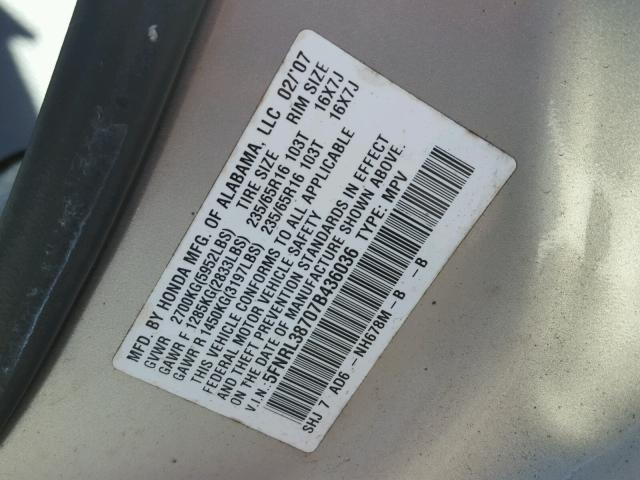 MFD. BY HONDA MFG. OF ALABAMA, LLC 02/'07
GVWR 2700KG(5952LBS) TIRE SIZE RIM SIZE
GAWR F 1285KG(2833LBS) 235/65R16 103T 16X7J
GAWR R 1450KG(3197LBS) 235/65R16 103T 16X7J
THIS VEHICLE CONFORMS TO ALL APPLICABLE
FEDERAL MOTOR VEHICLE SAFETY
AND THEFT PREVENTION STANDARDS IN EFFECT
ON THE DATE OF MANUFACTURE SHOWN ABOVE.
V.I.N.:5FNRL38707B436036 TYPE: MPV
SHJ 7 AD6 - NH678M - B - B